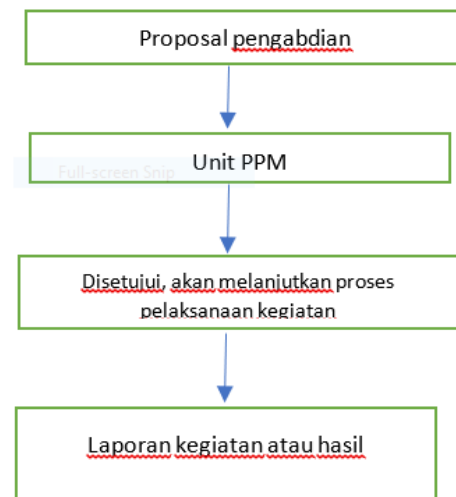 Proposal pengabdian
Unit PPM
Full-screen Snip
Disetujui, akan melanjutkan proses
pelaksanaan kegiatan
Laporan kegiatan atau hasil